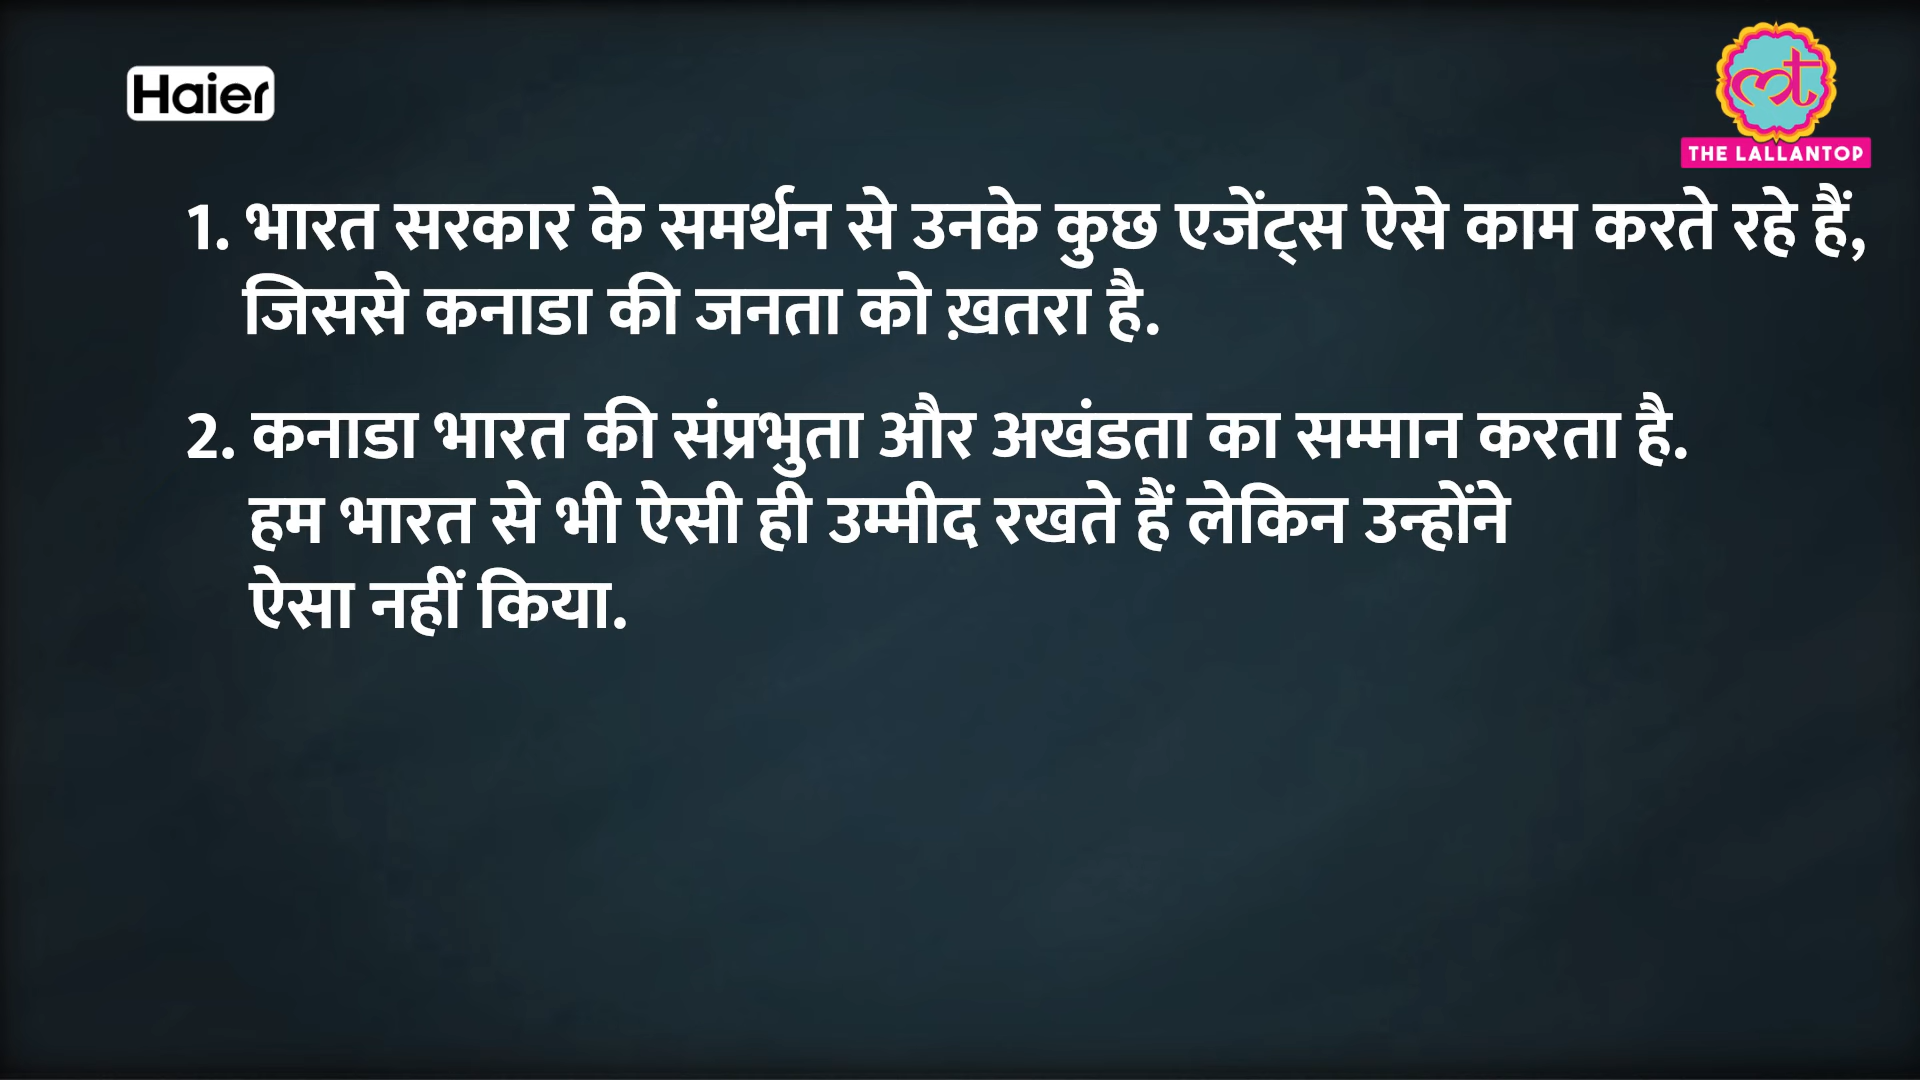 Haier
लT
THE LALLANTOP
1. भारत सरकार के समर्थन से उनके कुछ एजेंट्स ऐसे काम करते रहे हैं,
जिससे कनाडा की जनता को ख़तरा है.
2. कनाडा भारत की संप्रभुता और अखंडता का सम्मान करता है.
हम भारत से भी ऐसी ही उम्मीद रखते हैं लेकिन उन्होंने
ऐसा नहीं किया.